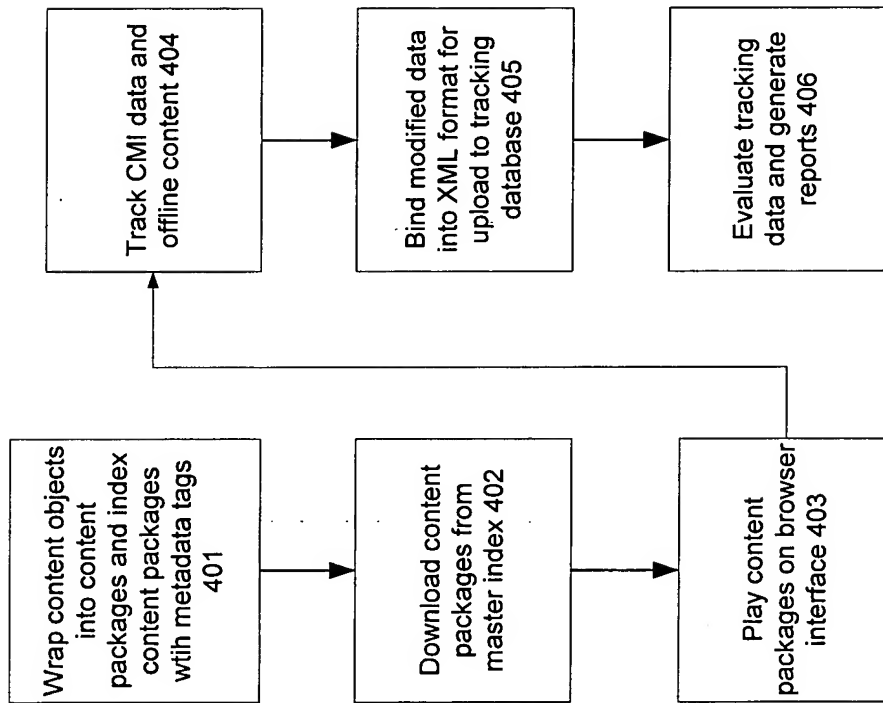 Wrap content objects
into content
packages and index
content packages
wtih metadata tags
401
Download content
packages from
master index 402
Play content
packages on browser
interface 403
Track CMI data and
offline content 404
Bind modified data
into XML format for
upload to tracking
database 405
Evaluate tracking
data and generate
reports 406